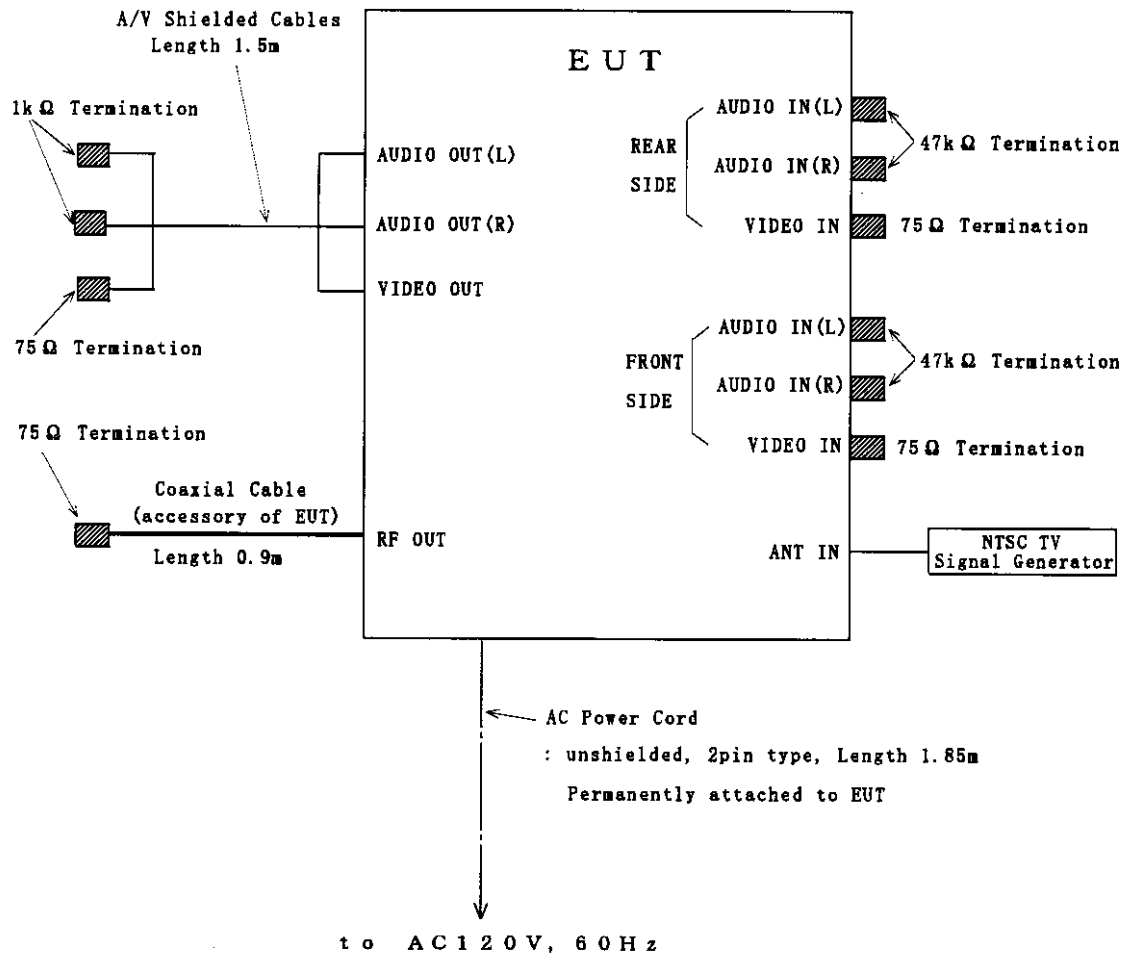 A/V Shielded Cables
Length 1.5m
EUT
1kΩ Termination
AUDIO OUT(L)
AUDIO OUT(R)
VIDEO OUT
75Ω Termination
REAR
SIDE
AUDIO IN(L)
AUDIO IN(R)
VIDEO IN
47kΩ Termination
75Ω Termination
FRONT
SIDE
AUDIO IN(L)
AUDIO IN(R)
VIDEO IN
47kΩ Termination
75Ω Termination
75Ω Termination
Coaxial Cable
(accessory of EUT)
Length 0.9m
RF OUT
ANT IN
NTSC TV
Signal Generator
AC Power Cord
: unshielded, 2pin type, Length 1.85m
Permanently attached to EUT
to AC120V, 60Hz